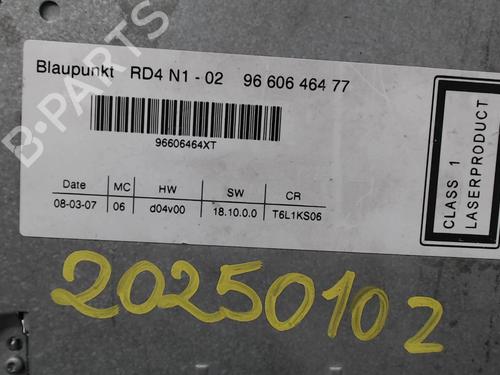 Blaupunkt RD4 N1 - 02 96 606 464 77
96606464XT
Date MC HW SW CR
08-03-07 06 d04v00 18.10.0.0 T6L1KS06
CLASS 1
LASERPRODUCT
20250102
B-PARTS